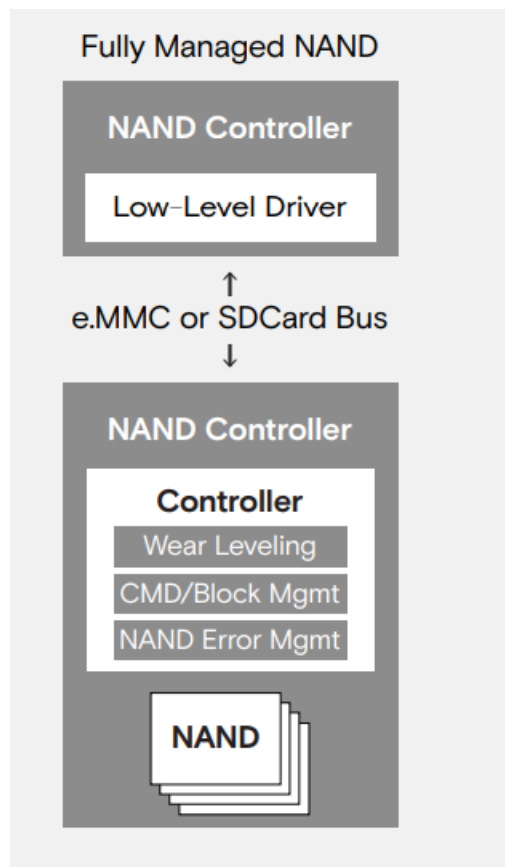 Fully Managed NAND
NAND Controller
Low-Level Driver
↑
e.MMC or SDCard Bus
↓
NAND Controller
Controller
Wear Leveling
CMD/Block Mgmt
NAND Error Mgmt
NAND